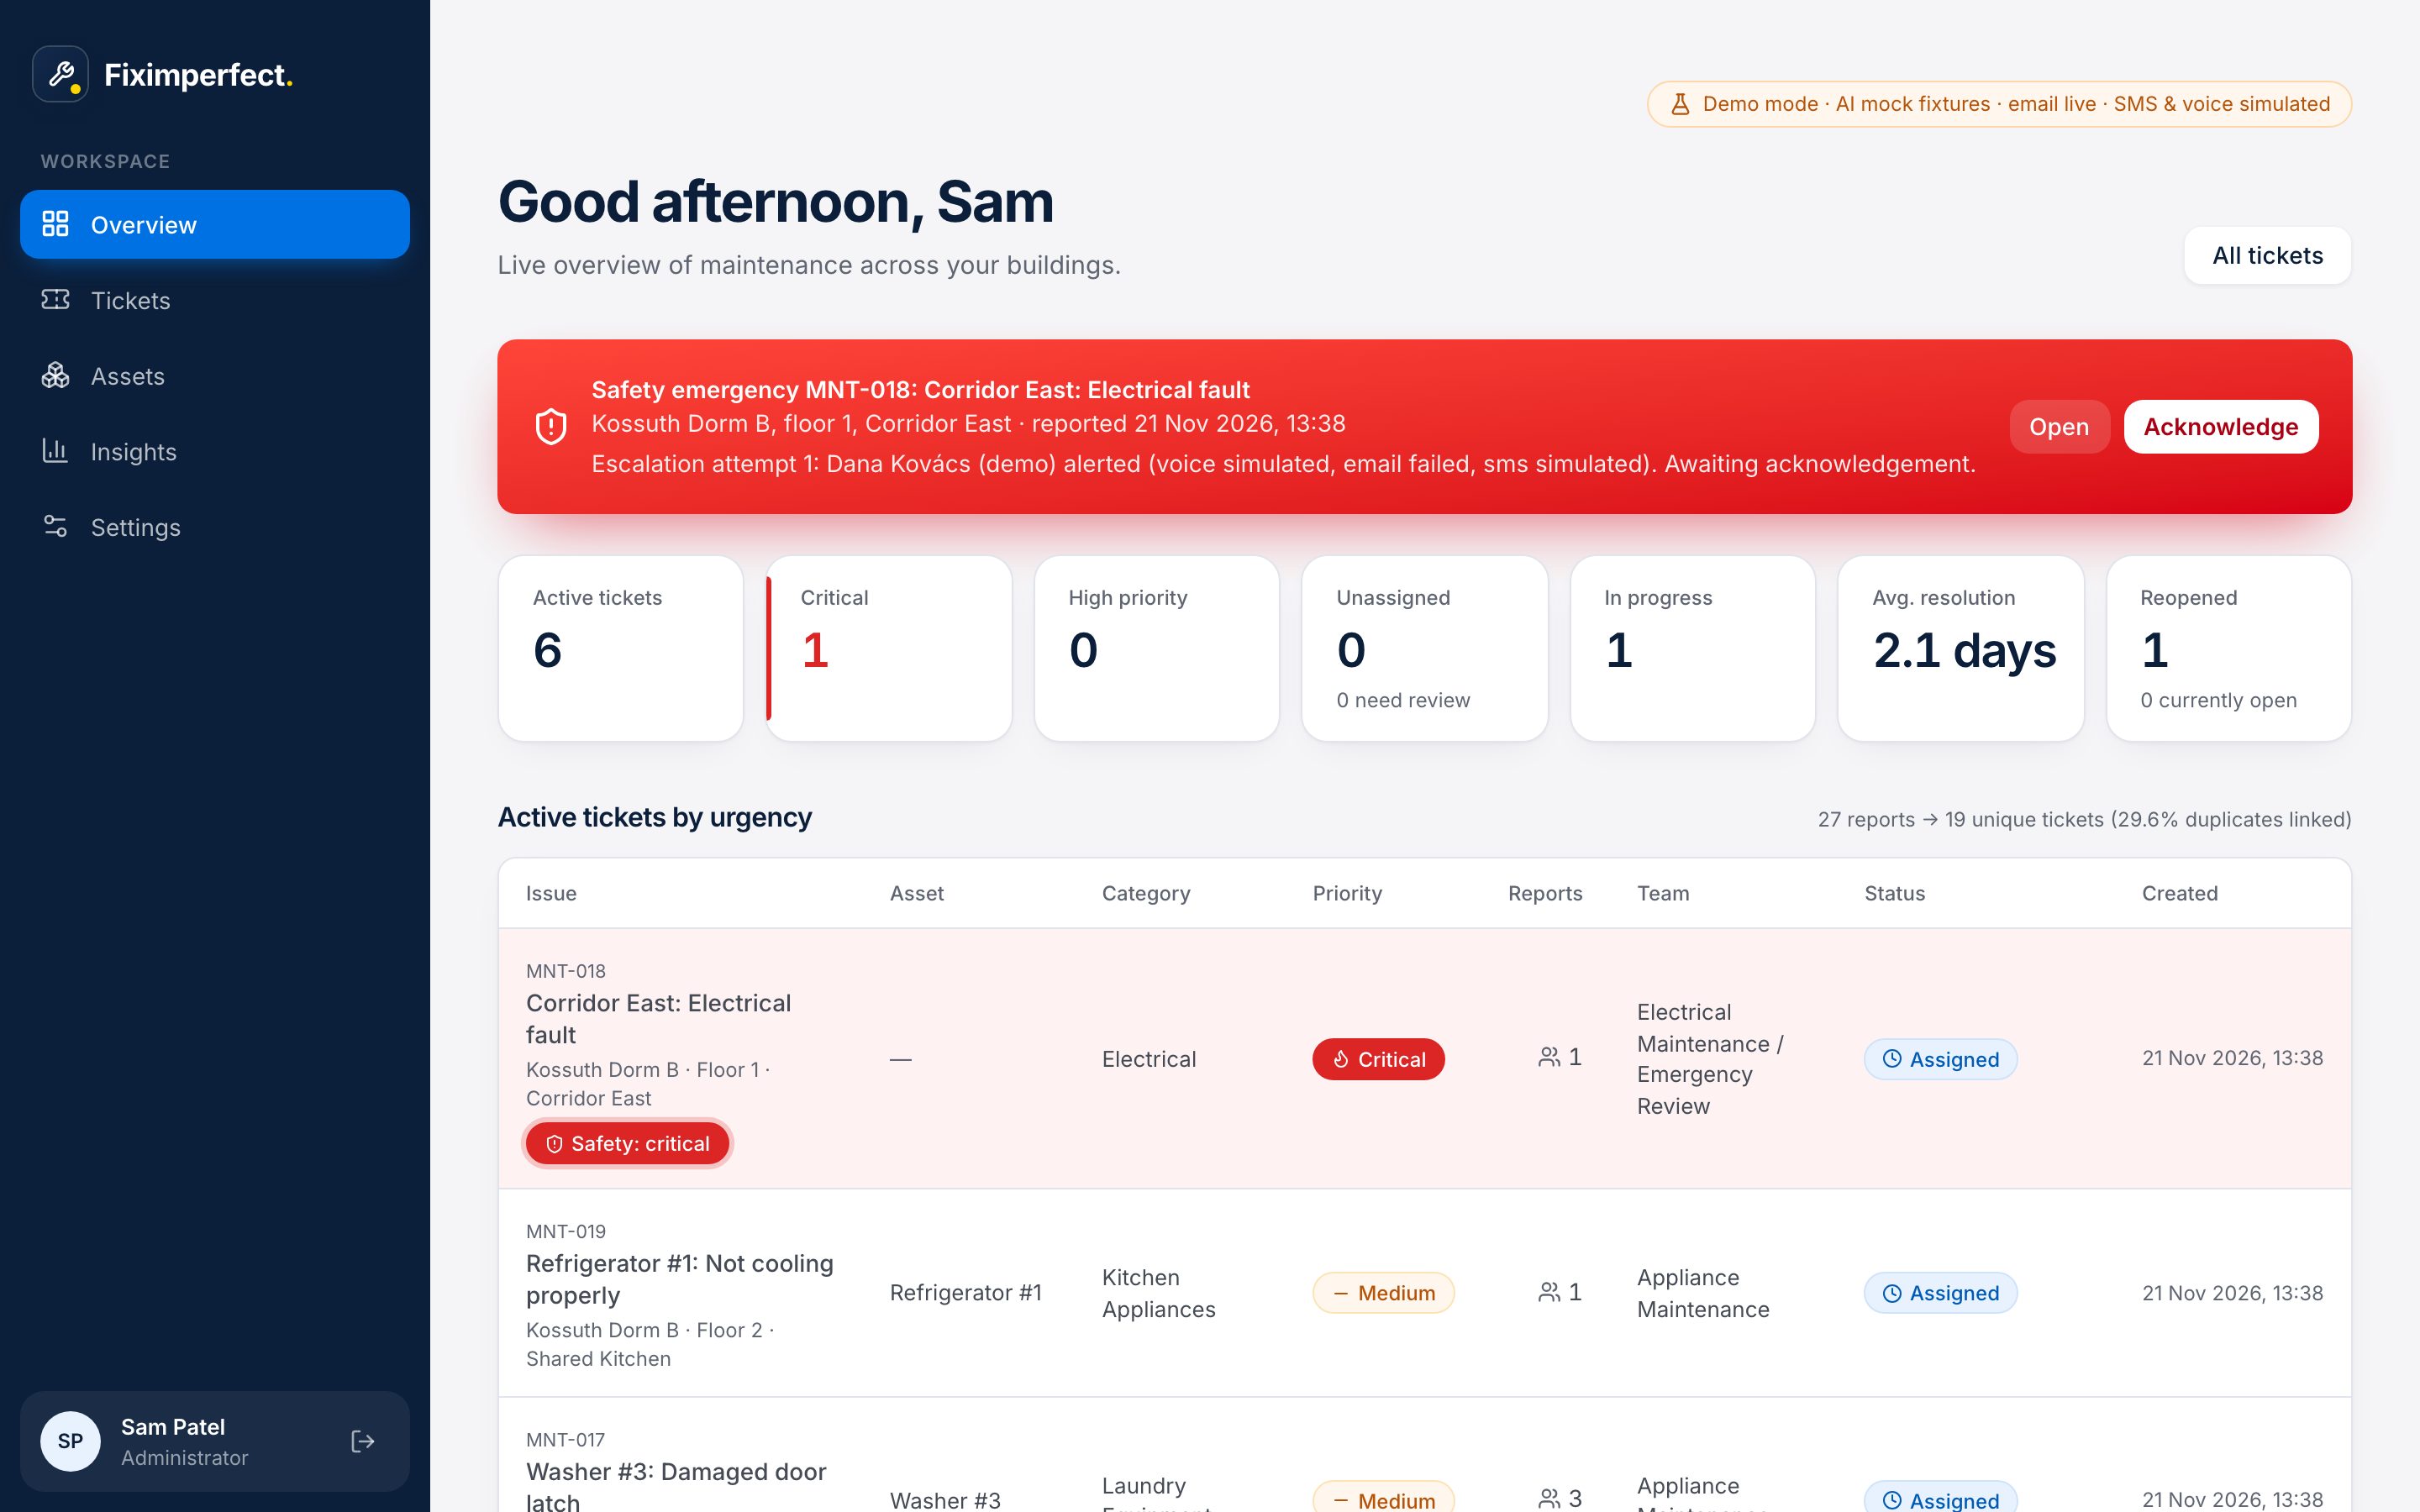 Fiximperfect.
WORKSPACE
Overview
Tickets
Assets
Insights
Settings
SP
Sam Patel
Administrator
Demo mode · AI mock fixtures · email live · SMS & voice simulated
Good afternoon, Sam
Live overview of maintenance across your buildings.
All tickets
Safety emergency MNT-018: Corridor East: Electrical fault
Kossuth Dorm B, floor 1, Corridor East · reported 21 Nov 2026, 13:38
Escalation attempt 1: Dana Kovács (demo) alerted (voice simulated, email failed, sms simulated). Awaiting acknowledgement.
Open
Acknowledge
Active tickets
6
Critical
1
High priority
0
Unassigned
0
0 need review
In progress
1
Avg. resolution
2.1 days
Reopened
1
0 currently open
Active tickets by urgency
27 reports → 19 unique tickets (29.6% duplicates linked)
Issue Asset Category Priority Reports Team Status Created
MNT-018
Corridor East: Electrical
fault
Kossuth Dorm B · Floor 1 ·
Corridor East
Safety: critical
—
Electrical
Critical
1
Electrical
Maintenance /
Emergency
Review
Assigned
21 Nov 2026, 13:38
MNT-019
Refrigerator #1: Not cooling
properly
Kossuth Dorm B · Floor 2 ·
Shared Kitchen
Refrigerator #1
Kitchen
Appliances
Medium
1
Appliance
Maintenance
Assigned
21 Nov 2026, 13:38
MNT-017
Washer #3: Damaged door
latch
Washer #3
Laundry
Medium
3
Appliance
Assigned
21 Nov 2026, 13:38